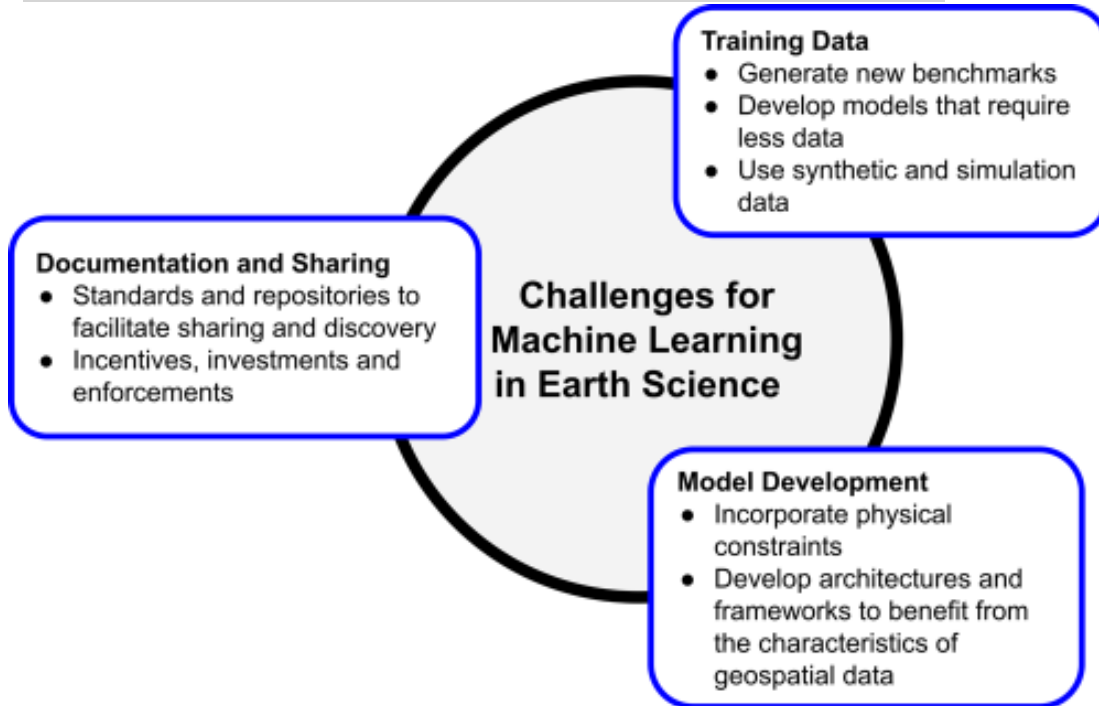 Training Data
● Generate new benchmarks
● Develop models that require
less data
● Use synthetic and simulation
data
Documentation and Sharing
● Standards and repositories to
facilitate sharing and discovery
● Incentives, investments and
enforcements
Challenges for
Machine Learning
in Earth Science
Model Development
● Incorporate physical
constraints
● Develop architectures and
frameworks to benefit from
the characteristics of
geospatial data